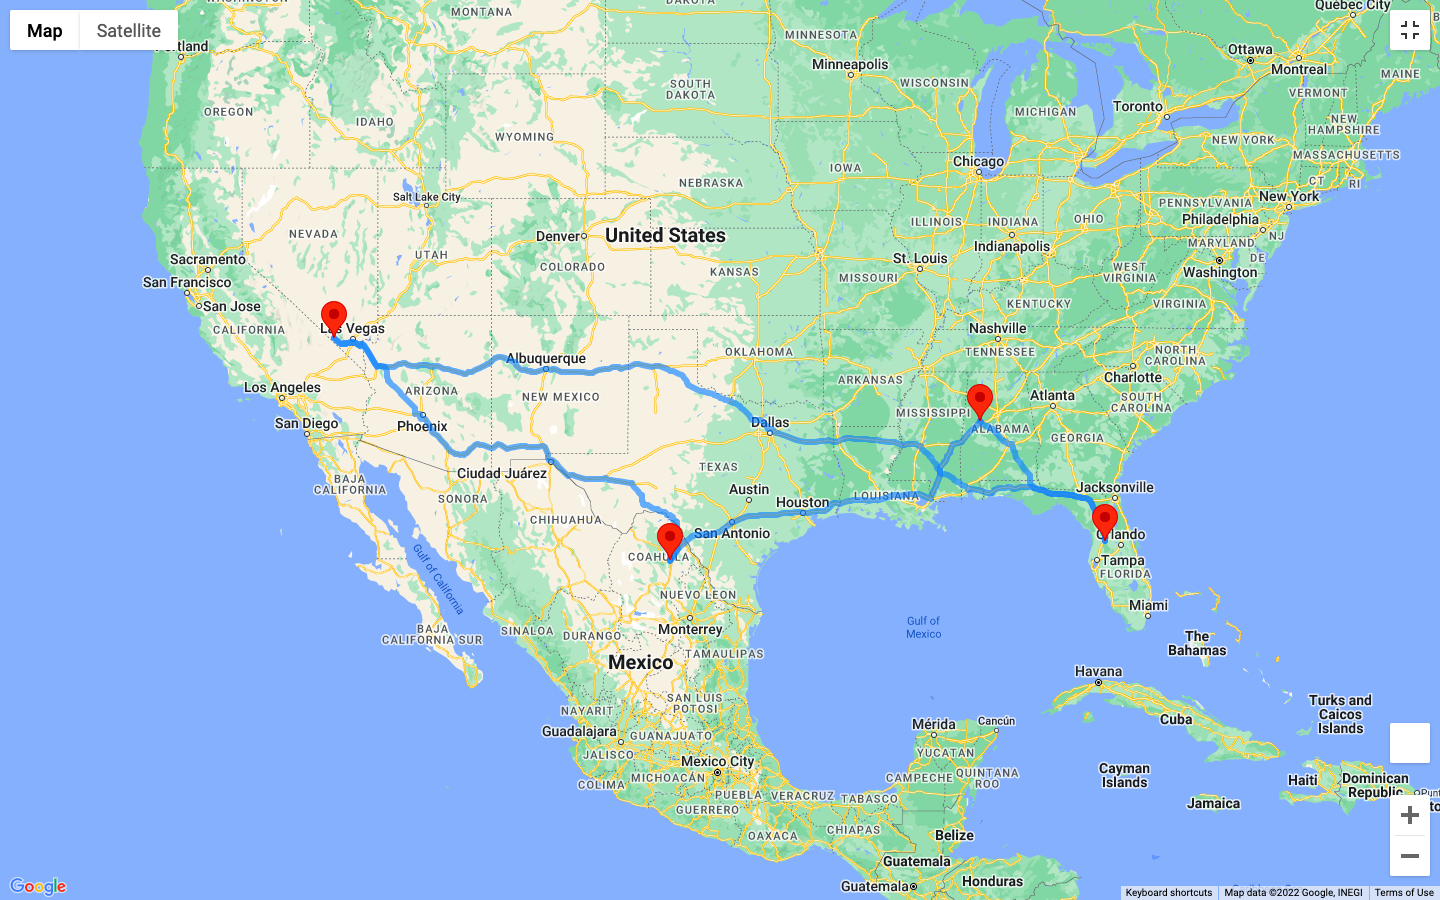 Map
Satellite
WASHINGTON
MONTANA
DAKOTA
MINNESOTA
Québec City
Ottawa
Montreal
MAINE
Minneapolis
SOUTH
DAKOTA
WISCONSIN
VERMONT
OREGON
IDAHO
WYOMING
MICHIGAN
Toronto
NEW
HAMPSHIRE
NEW YORK
MASSACHUSETTS
Chicago
IOWA
NEBRASKA
CT
RI
Salt Lake City
PENNSYLVANIA
New York
Philadelphia
NJ
ILLINOIS
INDIANA
OHIO
Indianapolis
MARYLAND
DE
Washington
NEVADA
UTAH
Denver
United States
COLORADO
KANSAS
MISSOURI
St. Louis
WEST
VIRGINIA
Sacramento
San Francisco
San Jose
CALIFORNIA
KENTUCKY
VIRGINIA
Las Vegas
Nashville
TENNESSEE
Albuquerque
OKLAHOMA
NORTH
CAROLINA
Los Angeles
ARIZONA
NEW MEXICO
ARKANSAS
Charlotte
Atlanta
SOUTH
CAROLINA
San Diego
Phoenix
Dallas
MISSISSIPPI
ALABAMA
GEORGIA
Ciudad Juárez
TEXAS
BAJA
CALIFORNIA
SONORA
Austin
Houston
LOUISIANA
Jacksonville
CHIHUAHUA
San Antonio
Orlando
COAHUILA
Tampa
FLORIDA
Gulf of California
NUEVO LEON
Miami
Monterrey
Gulf of
Mexico
BAJA
CALIFORNIA SUR
SINALOA
DURANGO
TAMAULIPAS
The
Bahamas
Mexico
Havana
SAN LUIS
POTOSI
NAYARIT
Turks and
Caicos
Islands
Cuba
Guadalajara
GUANAJUATO
Mérida
Cancún
JALISCO
YUCATAN
Mexico City
COLIMA
MICHOACÁN
CAMPECHE
QUINTANA
ROO
Cayman
Islands
Haiti
Dominican
Republic
PUEBLA
VERACRUZ
TABASCO
Jamaica
GUERRERO
OAXACA
CHIAPAS
Belize
Guatemala
Guatemala
Honduras
Google
Keyboard shortcuts
Map data ©2022 Google, INEGI
Terms of Use